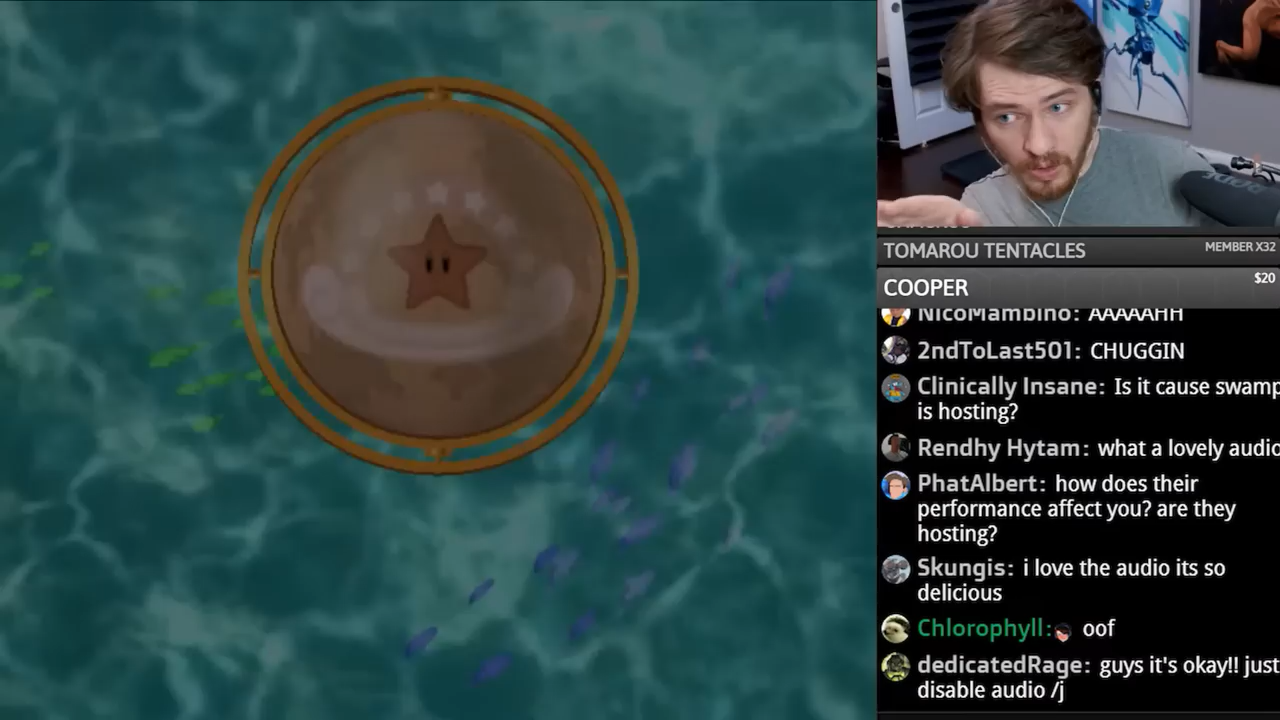 TOMAROU TENTACLES MEMBER X32
COOPER $20
NicoMambino: AAAAAHH
2ndToLast501: CHUGGIN
Clinically Insane: Is it cause swamp
is hosting?
Rendhy Hytam: what a lovely audio
PhatAlbert: how does their
performance affect you? are they
hosting?
Skungis: i love the audio its so
delicious
Chlorophyll: oof
dedicatedRage: guys it's okay!! just
disable audio /j